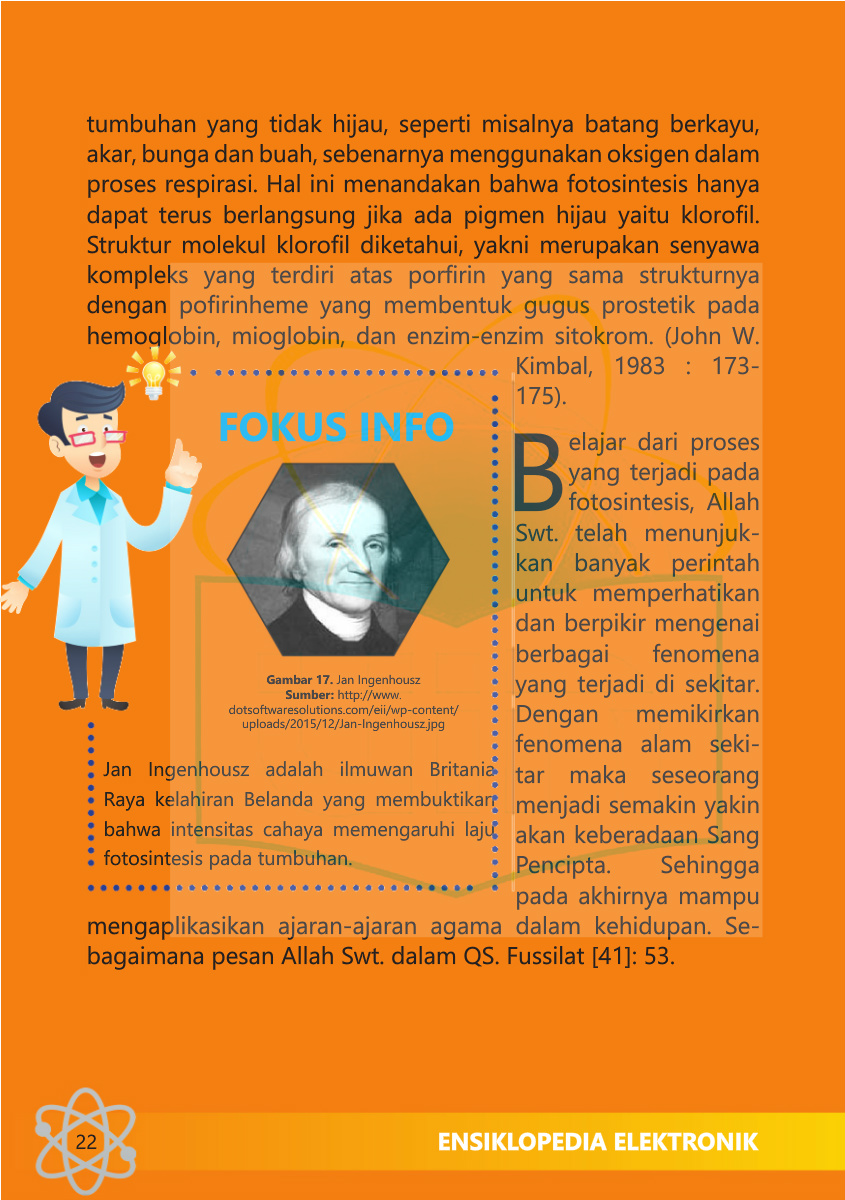 tumbuhan yang tidak hijau, seperti misalnya batang berkayu,
akar, bunga dan buah, sebenarnya menggunakan oksigen dalam
proses respirasi. Hal ini menandakan bahwa fotosintesis hanya
dapat terus berlangsung jika ada pigmen hijau yaitu klorofil.
Struktur molekul klorofil diketahui, yakni merupakan senyawa
kompleks yang terdiri atas porfirin yang sama strukturnya
dengan pofirinheme yang membentuk gugus prostetik pada
hemoglobin, mioglobin, dan enzim-enzim sitokrom. (John W.
Kimbal, 1983 : 173-
175).
FOKUS INFO
Gambar 17. Jan Ingenhousz
Sumber: http://www.
dotsoftwaresolutions.com/eii/wp-content/
uploads/2015/12/Jan-Ingenhousz.jpg
Jan Ingenhousz adalah ilmuwan Britania
Raya kelahiran Belanda yang membuktikan
bahwa intensitas cahaya memengaruhi laju
fotosintesis pada tumbuhan.
Belajar dari proses
yang terjadi pada
fotosintesis, Allah
Swt. telah menunjuk-
kan banyak perintah
untuk memperhatikan
dan berpikir mengenai
berbagai fenomena
yang terjadi di sekitar.
Dengan memikirkan
fenomena alam seki-
tar maka seseorang
menjadi semakin yakin
akan keberadaan Sang
Pencipta. Sehingga
pada akhirnya mampu
mengaplikasikan ajaran-ajaran agama dalam kehidupan. Se-
bagaimana pesan Allah Swt. dalam QS. Fussilat [41]: 53.
22
ENSIKLOPEDIA ELEKTRONIK